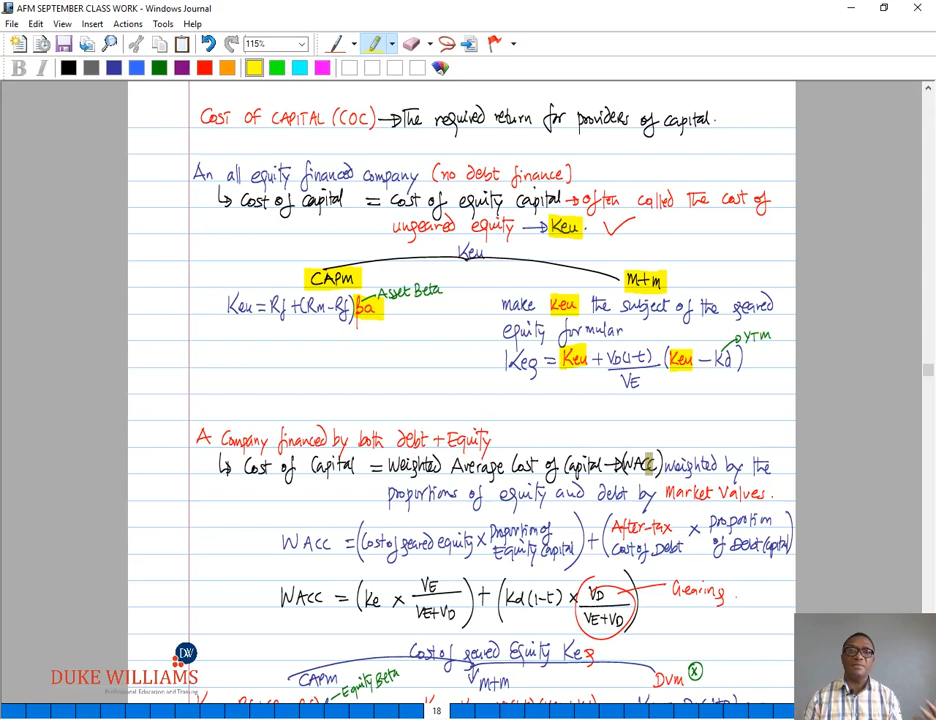 AFM SEPTEMBER CLASS WORK - Windows Journal
File Edit View Insert Actions Tools Help
115%
B I
COST OF CAPITAL (COC) → The required return for providers of capital.
An all equity financed company (no debt finance)
↳ Cost of capital = Cost of equity capital → often called the cost of
ungeared equity → Keu. ✓
Keu
CAPM M+M
Asset Beta
Keu = Rf + (Rm - Rf) ba
make keu the subject of the geared
equity formular
YTM
Keg = Keu + VD(1-t)/VE (Keu - Kd)
A Company financed by both debt + Equity
↳ Cost of Capital = Weighted Average Cost of Capital → (WACC) weighted by the
proportions of equity and debt by Market Values.
WACC = (Cost of geared equity × Proportion of Equity Capital) + (After-tax Cost of Debt × Proportion of Debt Capital)
WACC = (Ke × VE/VE+VD) + (Kd(1-t) × VD/VE+VD) Gearing.
Cost of geared Equity Keg
CAPM M+M DVM x
Equity Beta
DW
DUKE WILLIAMS
Professional Education and Training
18